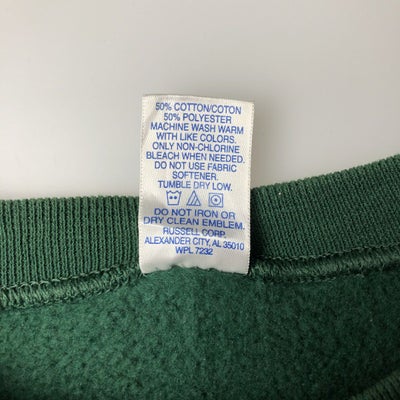 50% COTTON/COTON
50% POLYESTER
MACHINE WASH WARM
WITH LIKE COLORS.
ONLY NON-CHLORINE
BLEACH WHEN NEEDED.
DO NOT USE FABRIC
SOFTENER.
TUMBLE DRY LOW.
DO NOT IRON OR
DRY CLEAN EMBLEM.
RUSSELL CORP.
ALEXANDER CITY, AL 35010
WPL 7232